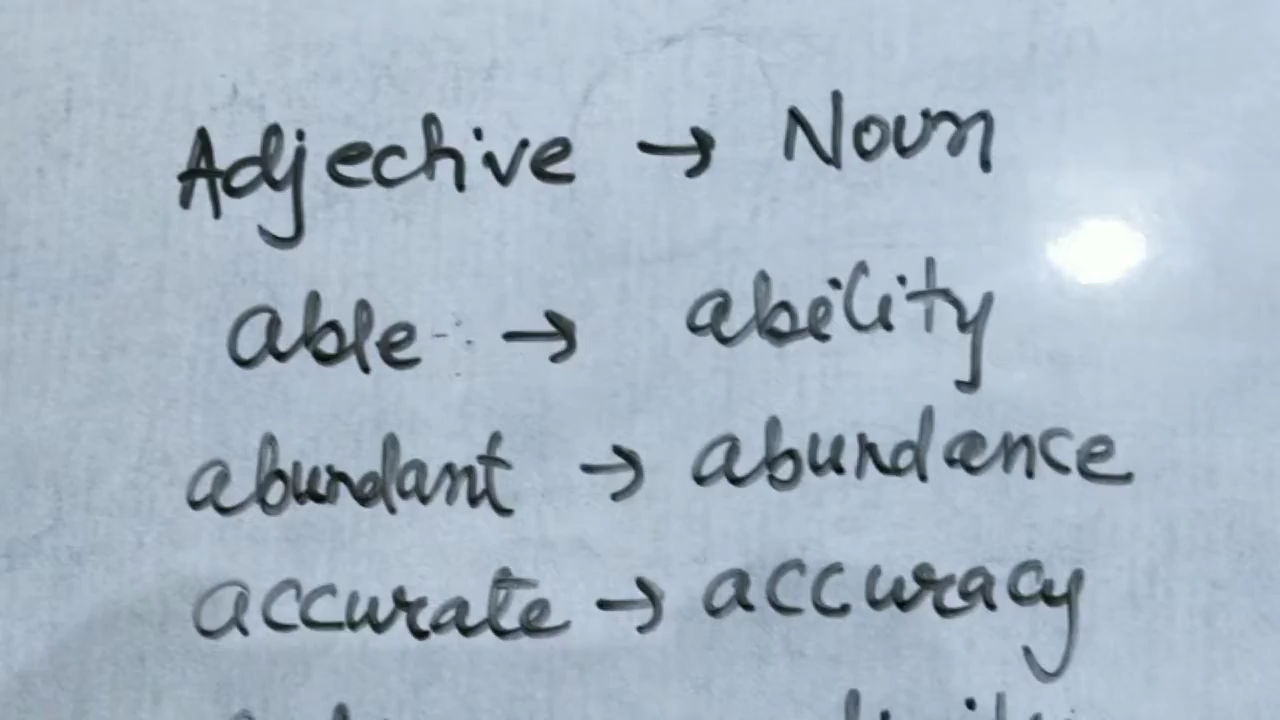 Adjective → Noun
able → ability
abundant → abundance
accurate → accuracy